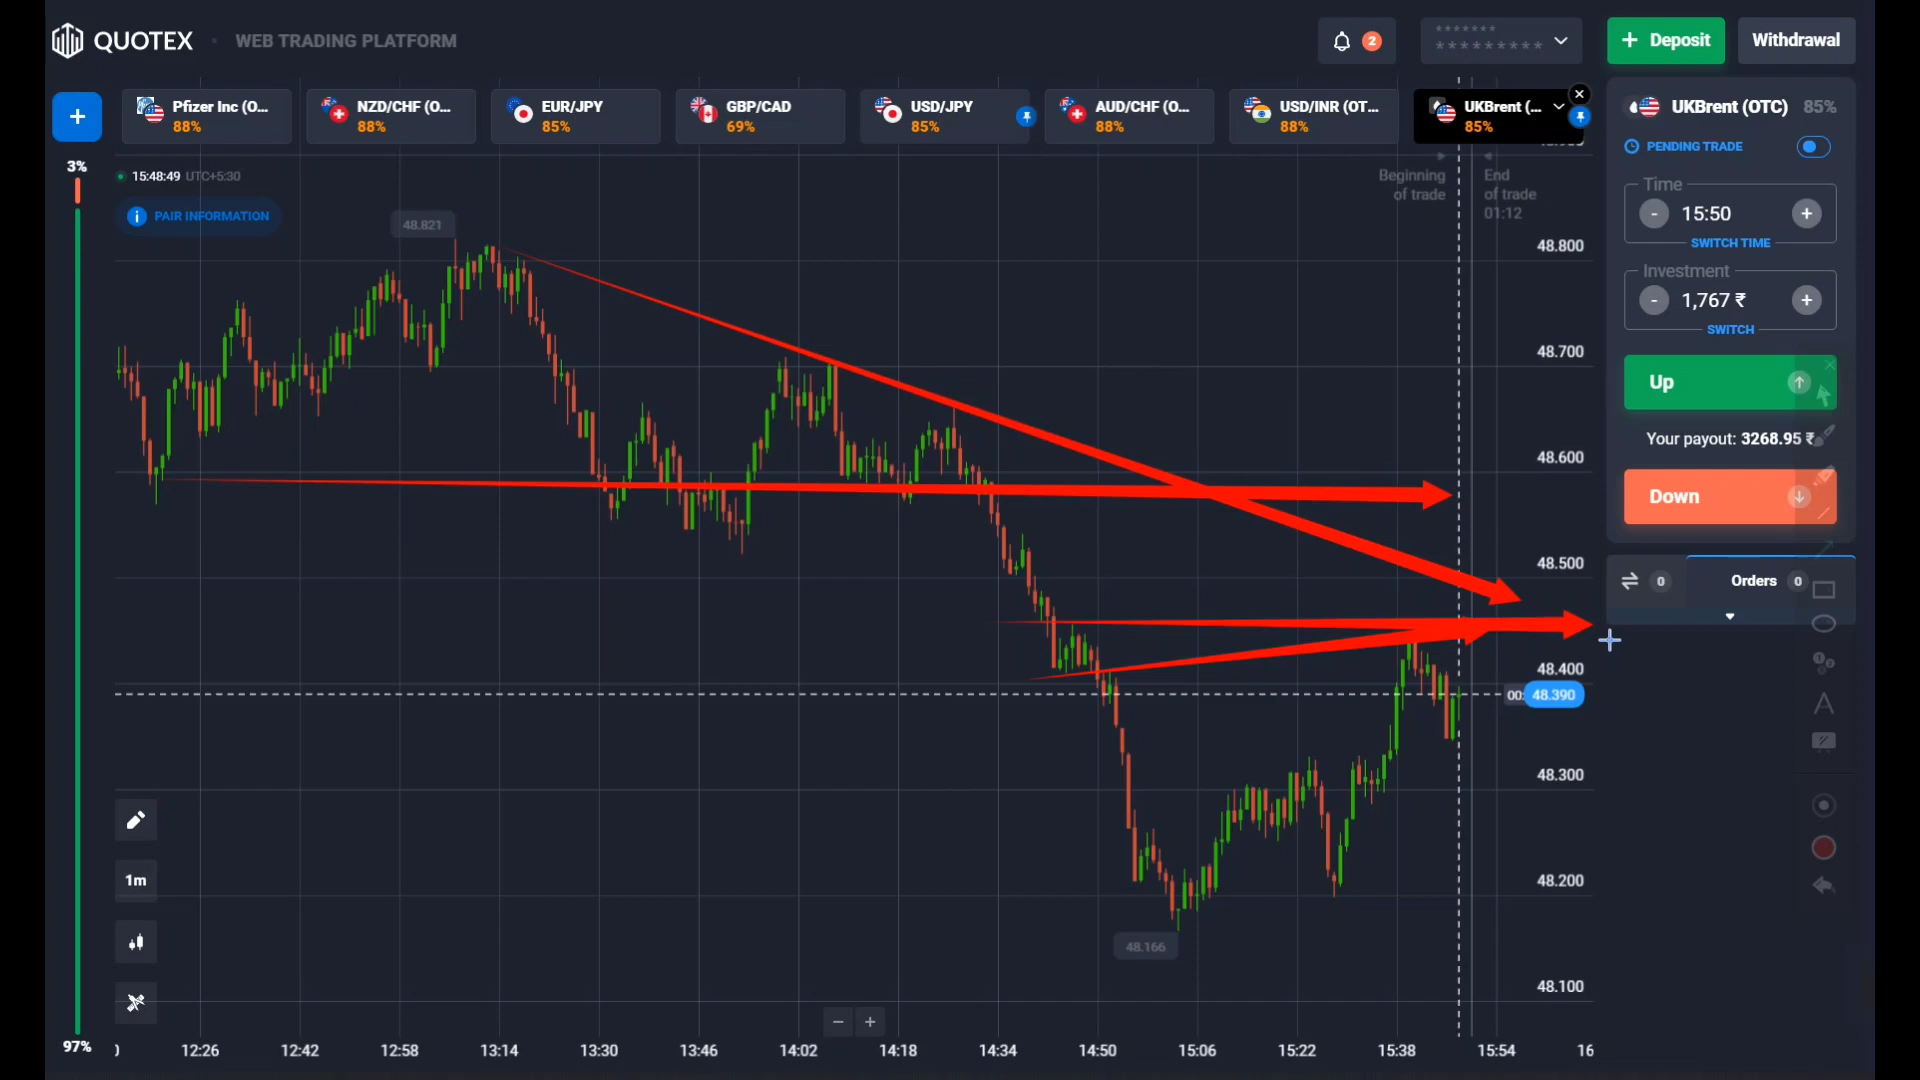 QUOTEX
WEB TRADING PLATFORM
2
*******
*********
+ Deposit
Withdrawal
+
Pfizer Inc (O...
88%
NZD/CHF (O...
88%
EUR/JPY
85%
GBP/CAD
69%
USD/JPY
85%
AUD/CHF (O...
88%
USD/INR (OT...
88%
UKBrent (...
85%
UKBrent (OTC) 85%
PENDING TRADE
3%
15:48:49 UTC+5:30
PAIR INFORMATION
Beginning
of trade
End
of trade
01:12
Time
- 15:50 +
SWITCH TIME
Investment
- 1,767 ₹ +
SWITCH
Up
Your payout: 3268.95 ₹
Down
0
Orders 0
48.821
48.800
48.700
48.600
48.500
48.400
00:
48.390
48.300
48.200
48.166
48.100
1m
− +
97%
12:26 12:42 12:58 13:14 13:30 13:46 14:02 14:18 14:34 14:50 15:06 15:22 15:38 15:54 16